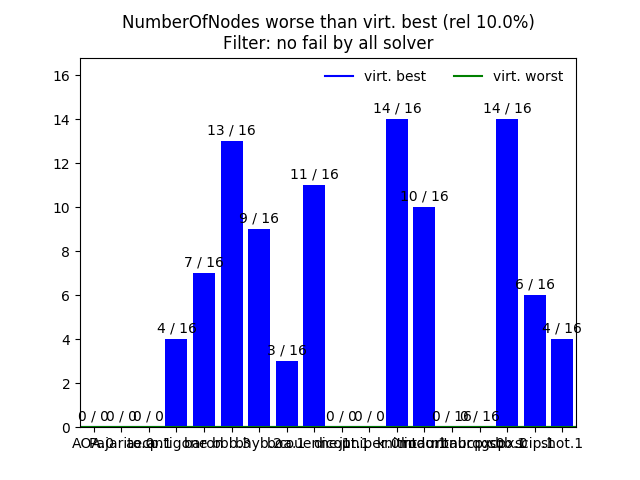 NumberOfNodes worse than virt. best (rel 10.0%)
Filter: no fail by all solver
virt. best
virt. worst
16
14
12
10
8
6
4
2
0
0 / 0
0 / 0
0 / 0
4 / 16
7 / 16
13 / 16
9 / 16
3 / 16
11 / 16
0 / 0
0 / 0
14 / 16
10 / 16
0 / 16
0 / 16
14 / 16
6 / 16
4 / 16
shot.1